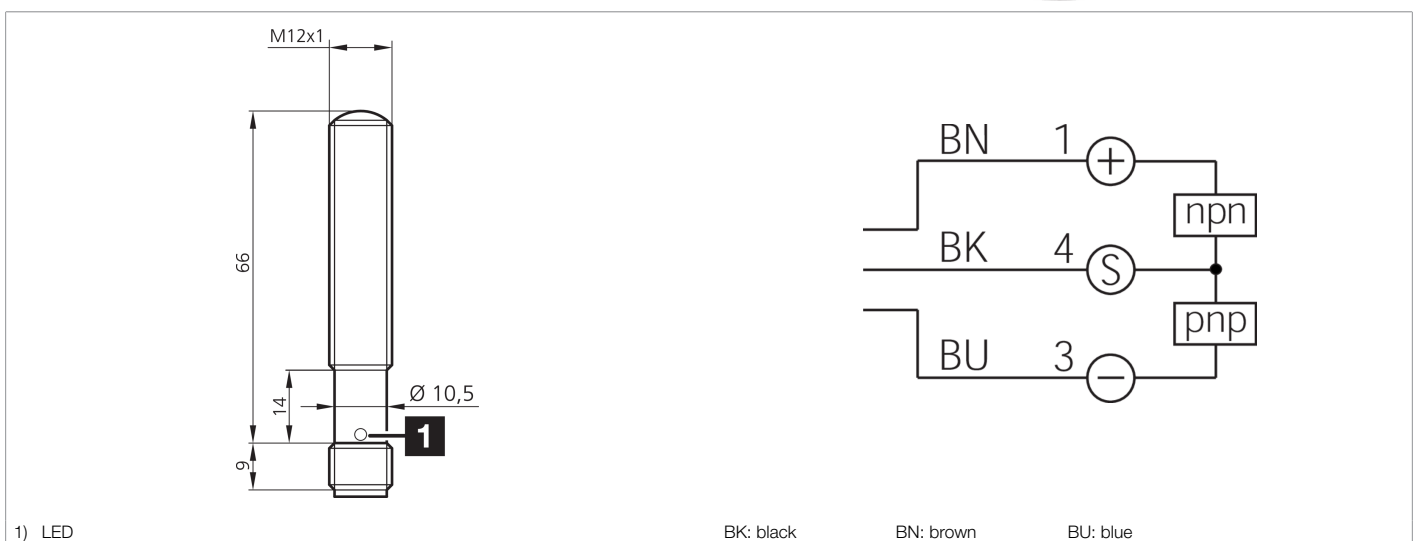 M12x1
66
14
Ø 10,5
1
9
BN 1 +
npn
BK 4 S
pnp
BU 3 −
1) LED
BK: black BN: brown BU: blue